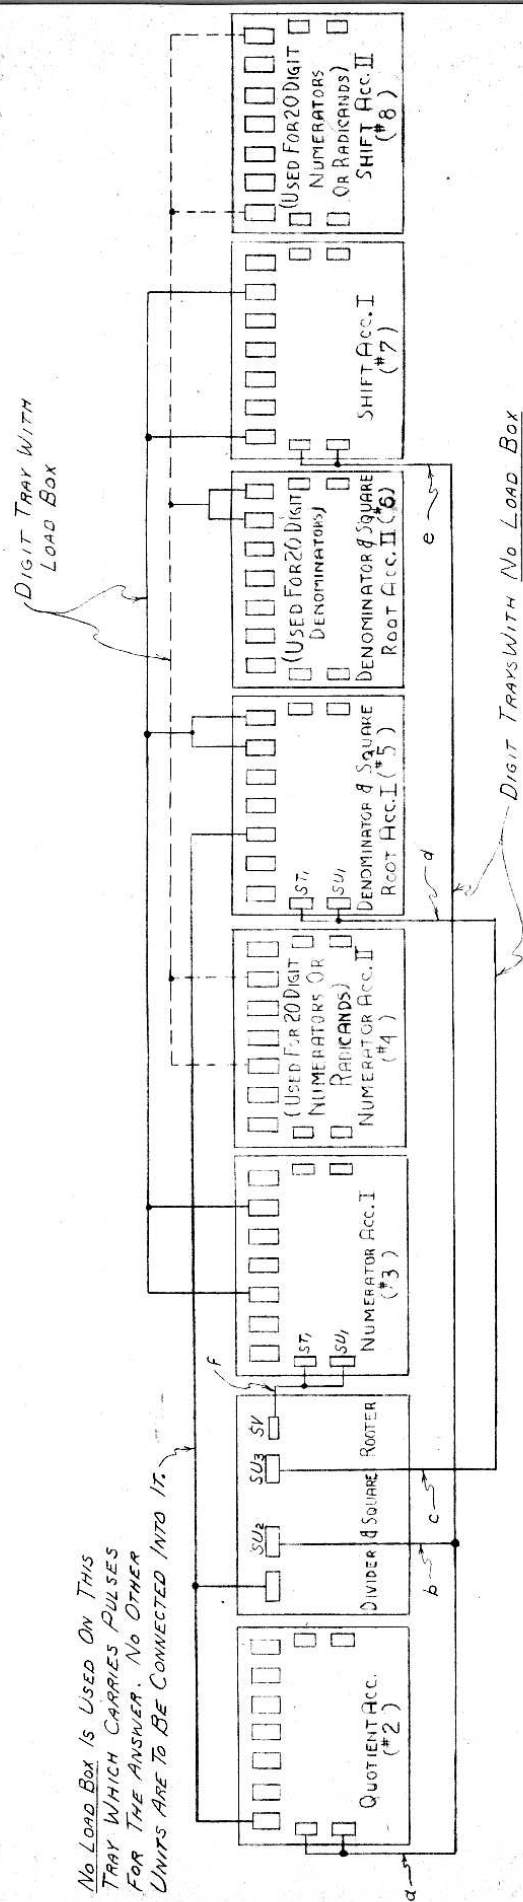 No Load Box Is Used On This
Tray Which Carries Pulses
For The Answer. No Other
Units Are To Be Connected Into It.
Digit Tray With
Load Box
Quotient Acc.
(#2)
a
SU2
SU3
SV
Divider & Square Rooter
b
c
f
ST1
SU1
Numerator Acc. I
(#3)
(Used For 20 Digit
Numerators Or
Radicands)
Numerator Acc. II
(#4)
ST1
SU1
Denominator & Square
Root Acc. I (#5)
d
(Used For 20 Digit
Denominators)
Denominator & Square
Root Acc. II (#6)
Shift Acc. I
(#7)
e
(Used For 20 Digit
Numerators
Or Radicands)
Shift Acc. II
(#8)
Digit Trays With No Load Box